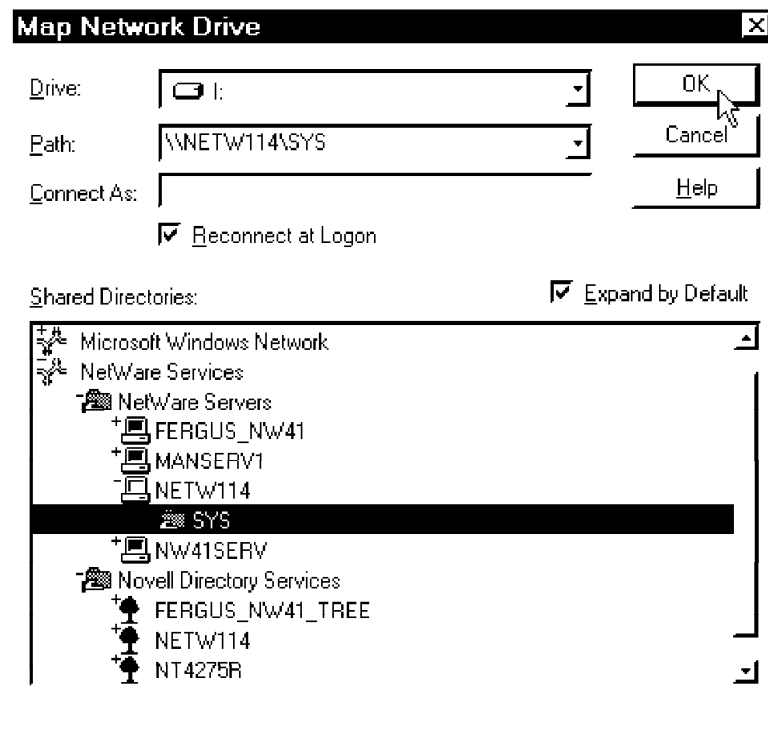 Map Network Drive
Drive: I: OK
Path: \\NETW114\SYS Cancel
Connect As: Help
Reconnect at Logon
Shared Directories: Expand by Default
Microsoft Windows Network
NetWare Services
NetWare Servers
FERGUS_NW41
MANSERV1
NETW114
SYS
NW41SERV
Novell Directory Services
FERGUS_NW41_TREE
NETW114
NT4275R